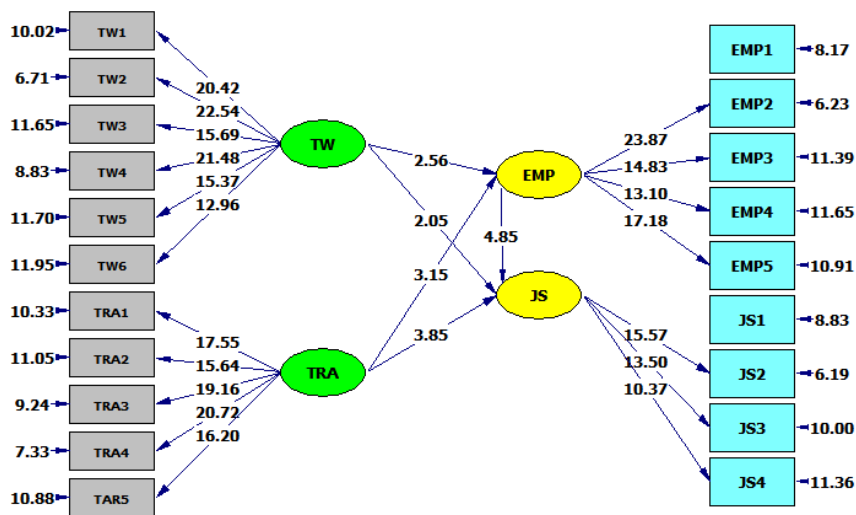 10.02 TW1
6.71 TW2
11.65 TW3
8.83 TW4
11.70 TW5
11.95 TW6
10.33 TRA1
11.05 TRA2
9.24 TRA3
7.33 TRA4
10.88 TAR5
20.42
22.54
15.69
21.48
15.37
12.96
17.55
15.64
19.16
20.72
16.20
TW
TRA
2.56
2.05
3.15
3.85
4.85
EMP
JS
23.87
14.83
13.10
17.18
15.57
13.50
10.37
EMP1 8.17
EMP2 6.23
EMP3 11.39
EMP4 11.65
EMP5 10.91
JS1 8.83
JS2 6.19
JS3 10.00
JS4 11.36